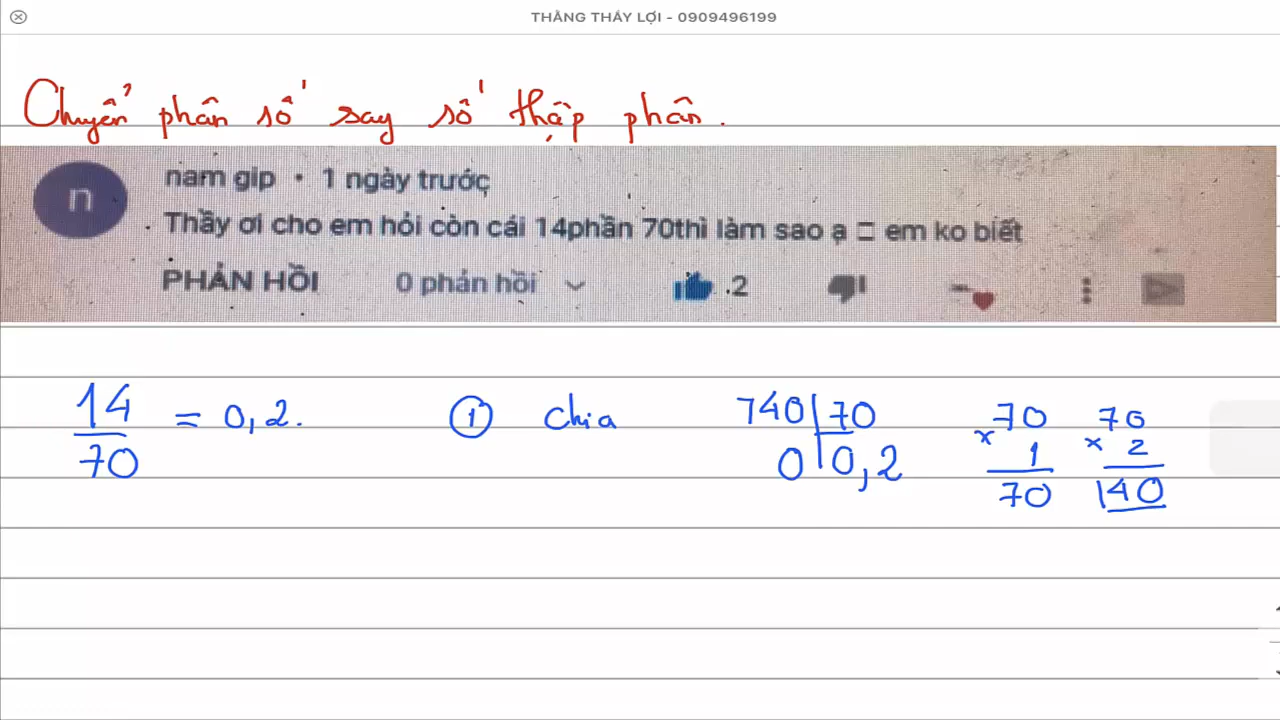 THẦNG THẦY LỢI - 0909496199
Chuyển phân số say số thập phân.
n
nam gip • 1 ngày trước
Thầy ơi cho em hỏi còn cái 14phần 70thì làm sao ạ em ko biết
PHẢN HỒI 0 phản hồi 2
14/70 = 0,2. ① chia 140 | 70 70 70
0 | 0,2 x 1 x 2
70 140